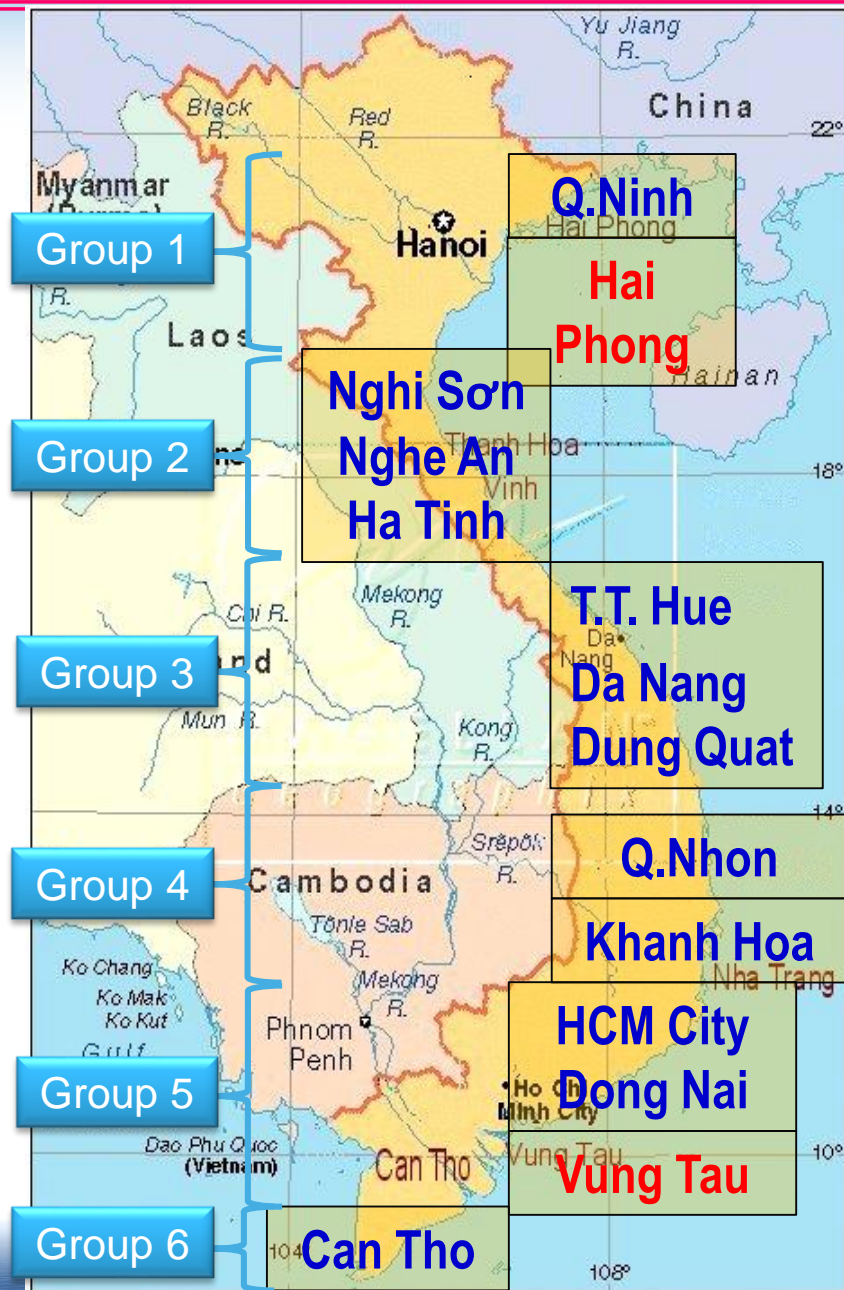 Yu Jiang
R.
Black
R.
Red
R.
China
22°
Myanmar
Q.Ninh
Hanoi
Hai Phong
Group 1
Hai
Phong
R.
Laos
Hainan
Nghi Sơn
Group 2
Nghe An
Thanh Hoa
18°
Vinh
Ha Tinh
Mekong
R.
Chi R.
T.T. Hue
Da
Nang
Group 3
Da Nang
Mun R.
Kong
R.
Dung Quat
14°
Srêpôk
R.
Q.Nhon
Group 4
Cambodia
Tônle Sab
R.
Khanh Hoa
Ko Chang
Mekong
R.
Nha Trang
Ko Mak
Ko Kut
Phnom
Penh
HCM City
Gulf
Group 5
Ho Chi
Minh City
Dong Nai
Dao Phu Quoc
(Vietnam)
Can Tho
Vung Tau
10°
Vung Tau
Group 6
104
Can Tho
108°